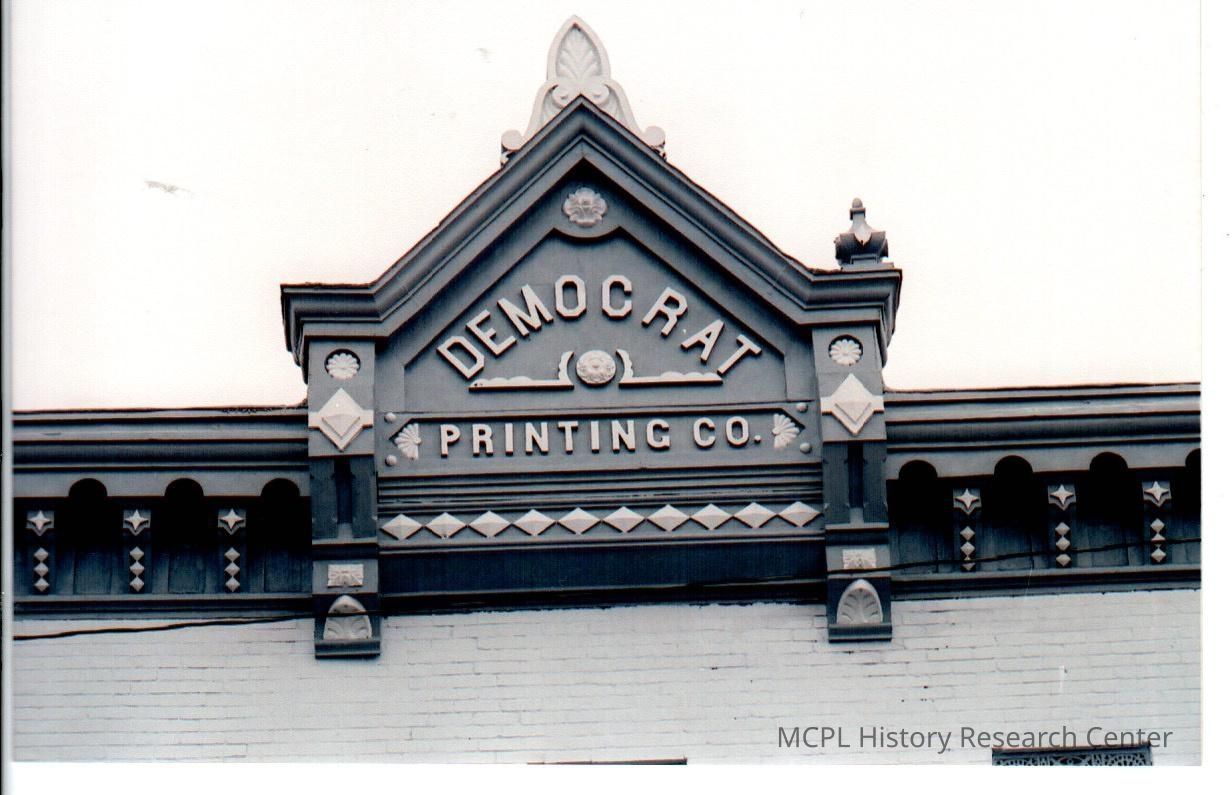 DEMOCRAT
PRINTING CO.
MCPL History Research Center